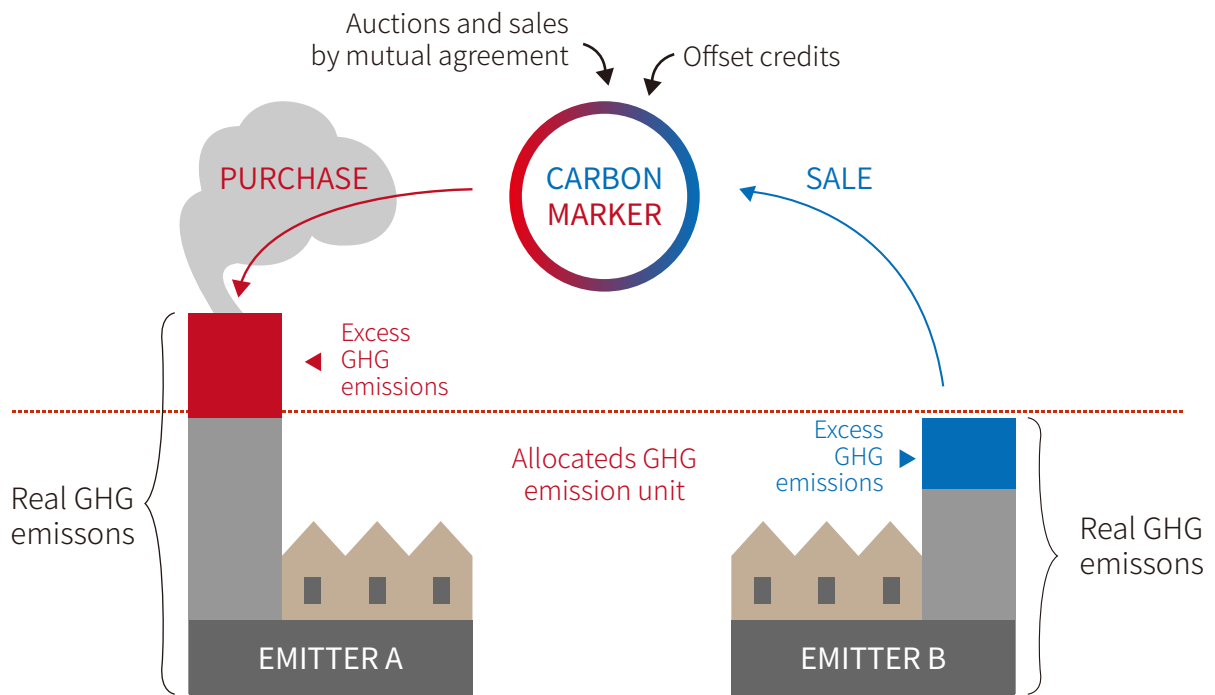 Auctions and sales
by mutual agreement
Offset credits
PURCHASE
CARBON
MARKER
SALE
Excess
GHG
emissions
Allocateds GHG
emission unit
Excess
GHG
emissions
Real GHG
emissons
Real GHG
emissons
EMITTER A
EMITTER B